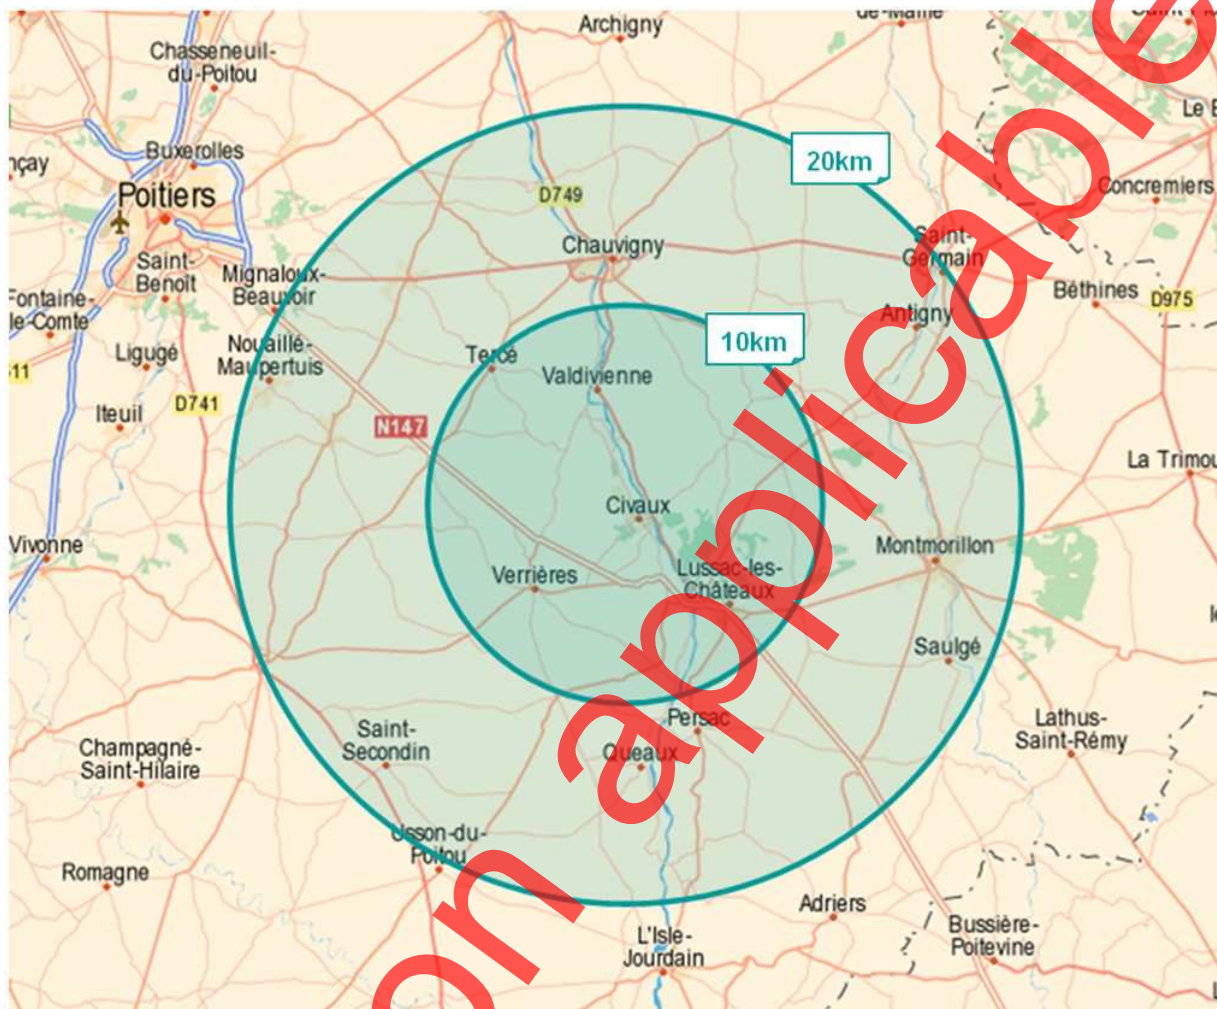 Archigny
Chasseneuil-
du-Poitou
Buxerolles
20km
Poitiers
D749
Concremiers
Chauvigny
Saint-
Germain
Saint-
Benoît
Mignaloux-
Beauvoir
Béthines
D975
Fontaine-
le-Comte
Antigny
10km
Ligugé
Nouaillé-
Maupertuis
Tercé
Valdivienne
Iteuil
D741
N147
Civaux
Vivonne
Montmorillon
Verrières
Lussac-les-
Châteaux
Saulgé
Persac
Lathus-
Saint-Rémy
Saint-
Secondin
Queaux
Champagné-
Saint-Hilaire
Usson-du-
Poitou
Romagne
Adriers
Bussière-
Poitevine
L'Isle-
Jourdain
on applicable